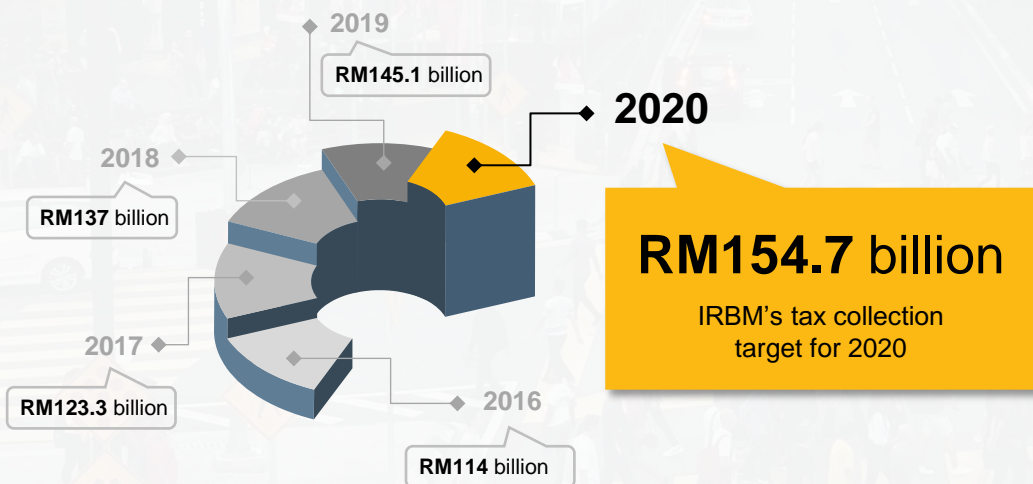 2019
RM145.1 billion
2020
2018
RM137 billion
RM154.7 billion
IRBM's tax collection
target for 2020
2017
RM123.3 billion
2016
RM114 billion